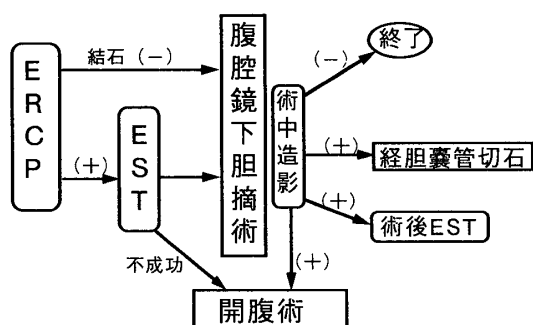 ERCP
結石 (−)
(+)
EST
不成功
腹腔鏡下胆摘術
術中造影
(−)
終了
(+)
経胆嚢管切石
(+)
術後EST
(+)
開腹術